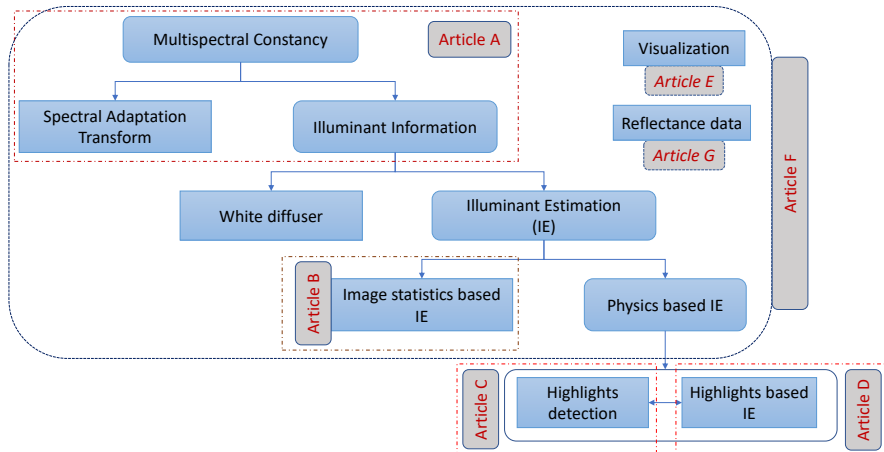 Multispectral Constancy
Article A
Visualization
Article E
Spectral Adaptation
Transform
Illuminant Information
Reflectance data
Article G
Article F
White diffuser
Illuminant Estimation
(IE)
Article B
Image statistics based
IE
Physics based IE
Article C
Highlights
detection
Highlights based
IE
Article D